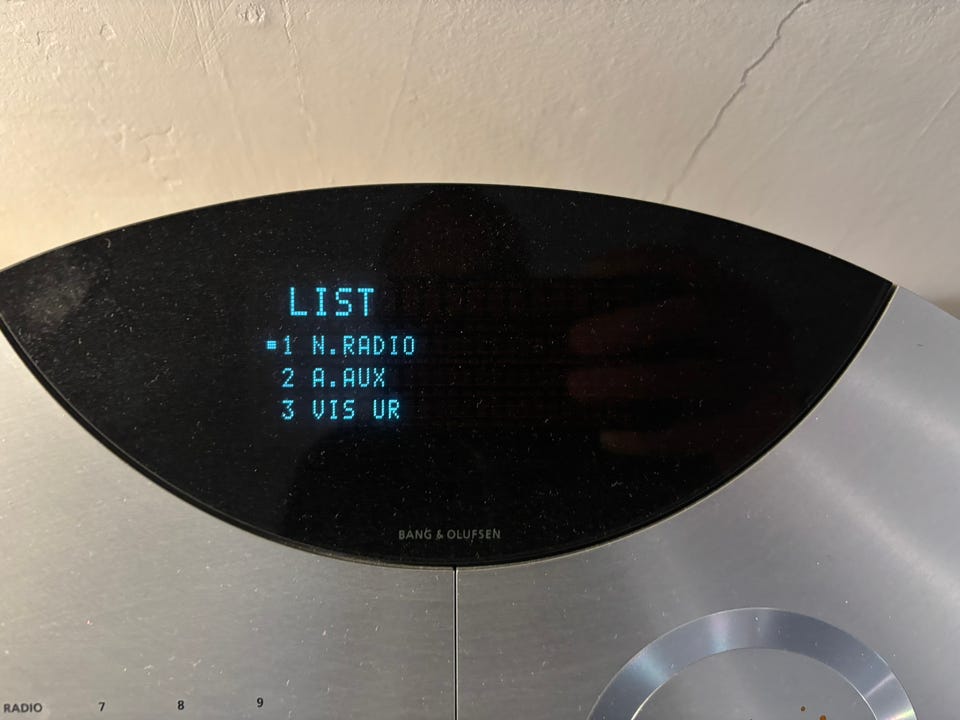 LIST
1 N.RADIO
2 A.AUX
3 VIS UR
BANG & OLUFSEN
RADIO 7 8 9